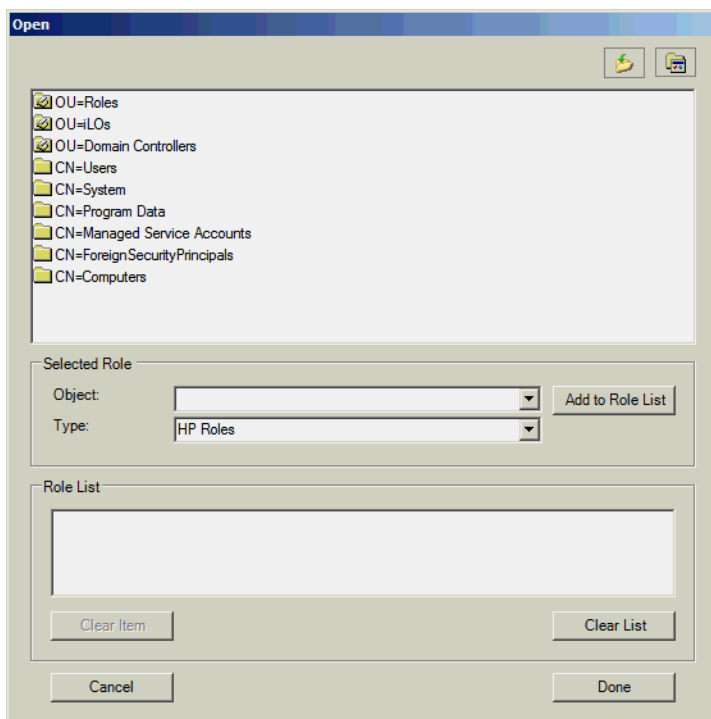 Open
OU=Roles
OU=iLOs
OU=Domain Controllers
CN=Users
CN=System
CN=Program Data
CN=Managed Service Accounts
CN=ForeignSecurityPrincipals
CN=Computers
Selected Role
Object:
Add to Role List
Type:
HP Roles
Role List
Clear Item
Clear List
Cancel
Done